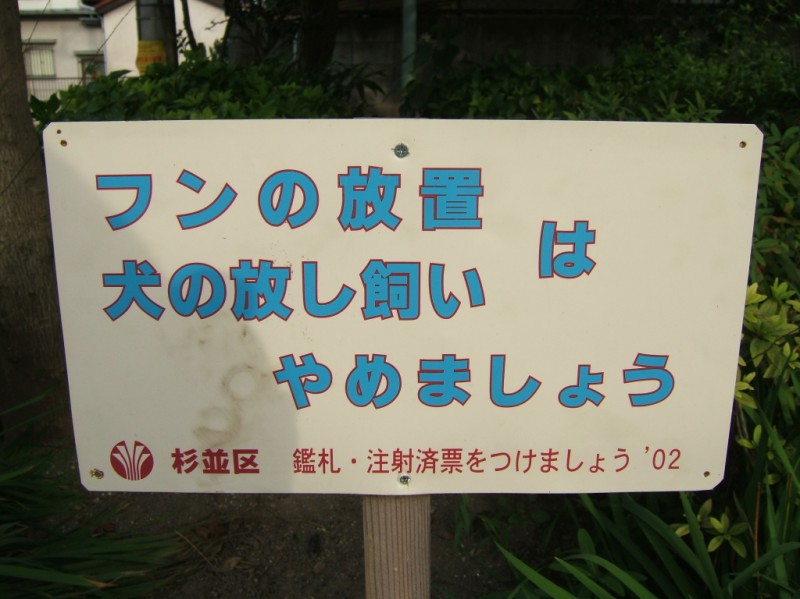 フンの放置
犬の放し飼い
は
やめましょう
杉並区 鑑札・注射済票をつけましょう '02